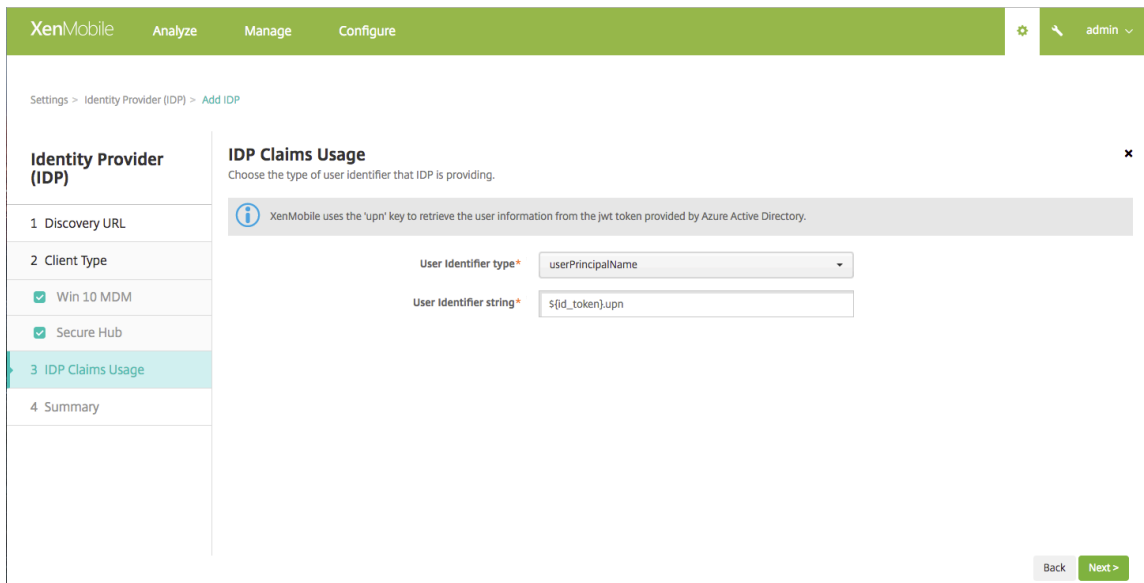 XenMobile Analyze Manage Configure admin
Settings > Identity Provider (IDP) > Add IDP
Identity Provider
(IDP)
1 Discovery URL
2 Client Type
Win 10 MDM
Secure Hub
3 IDP Claims Usage
4 Summary
IDP Claims Usage
Choose the type of user identifier that IDP is providing.
XenMobile uses the 'upn' key to retrieve the user information from the jwt token provided by Azure Active Directory.
User Identifier type* userPrincipalName
User Identifier string* ${id_token}.upn
Back Next >